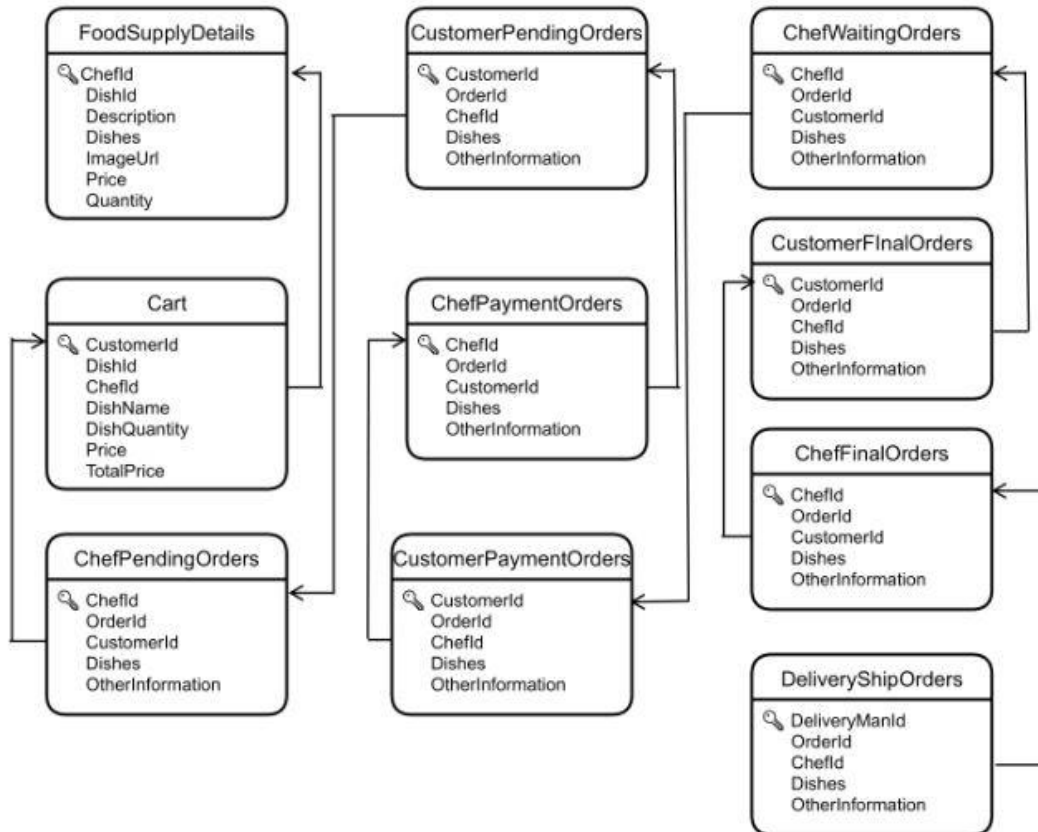 FoodSupplyDetails
ChefId
DishId
Description
Dishes
ImageUrl
Price
Quantity
Cart
CustomerId
DishId
ChefId
DishName
DishQuantity
Price
TotalPrice
ChefPendingOrders
ChefId
OrderId
CustomerId
Dishes
OtherInformation
CustomerPendingOrders
CustomerId
OrderId
ChefId
Dishes
OtherInformation
ChefPaymentOrders
ChefId
OrderId
CustomerId
Dishes
OtherInformation
CustomerPaymentOrders
CustomerId
OrderId
ChefId
Dishes
OtherInformation
ChefWaitingOrders
ChefId
OrderId
CustomerId
Dishes
OtherInformation
CustomerFInalOrders
CustomerId
OrderId
ChefId
Dishes
OtherInformation
ChefFinalOrders
ChefId
OrderId
CustomerId
Dishes
OtherInformation
DeliveryShipOrders
DeliveryManId
OrderId
ChefId
Dishes
OtherInformation